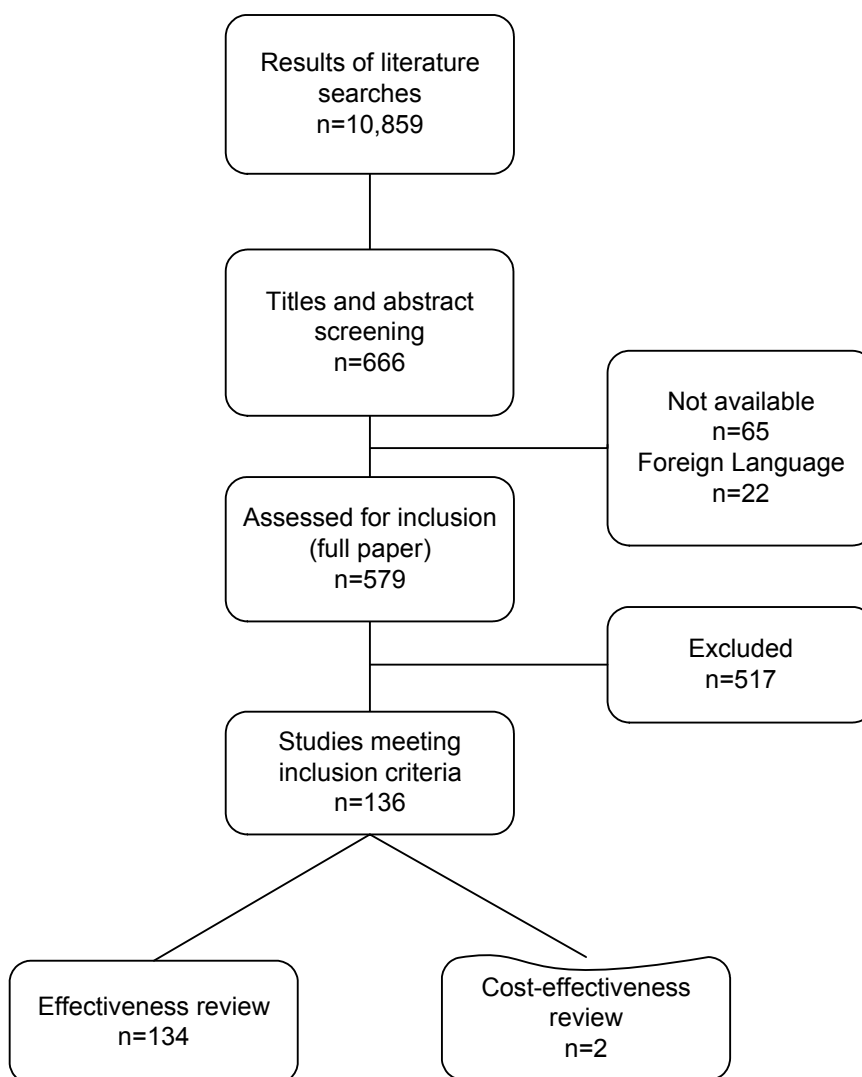 Results of literature
searches
n=10,859
Titles and abstract
screening
n=666
Not available
n=65
Foreign Language
n=22
Assessed for inclusion
(full paper)
n=579
Excluded
n=517
Studies meeting
inclusion criteria
n=136
Effectiveness review
n=134
Cost-effectiveness
review
n=2